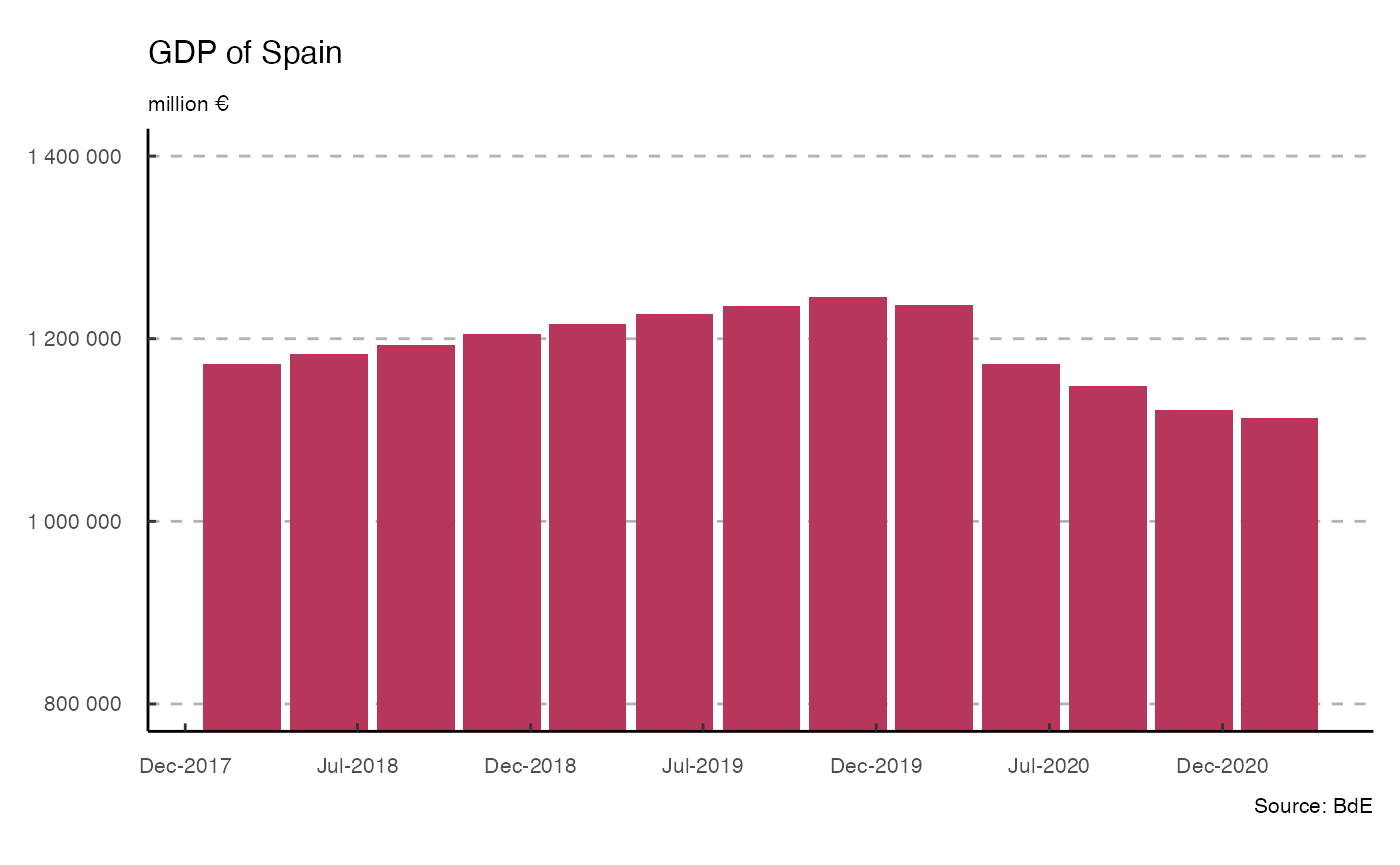 GDP of Spain
million €
1 400 000
1 200 000
1 000 000
800 000
Dec-2017 Jul-2018 Dec-2018 Jul-2019 Dec-2019 Jul-2020 Dec-2020
Source: BdE